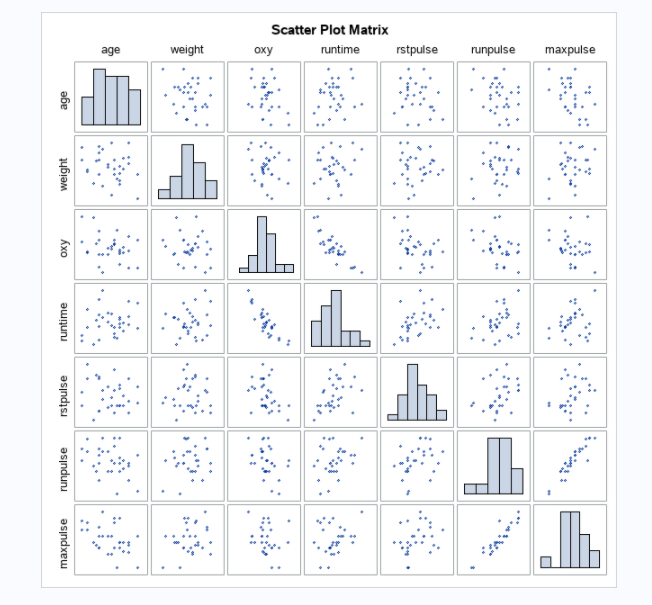 Scatter Plot Matrix
age weight oxy runtime rstpulse runpulse maxpulse
age
weight
oxy
runtime
rstpulse
runpulse
maxpulse